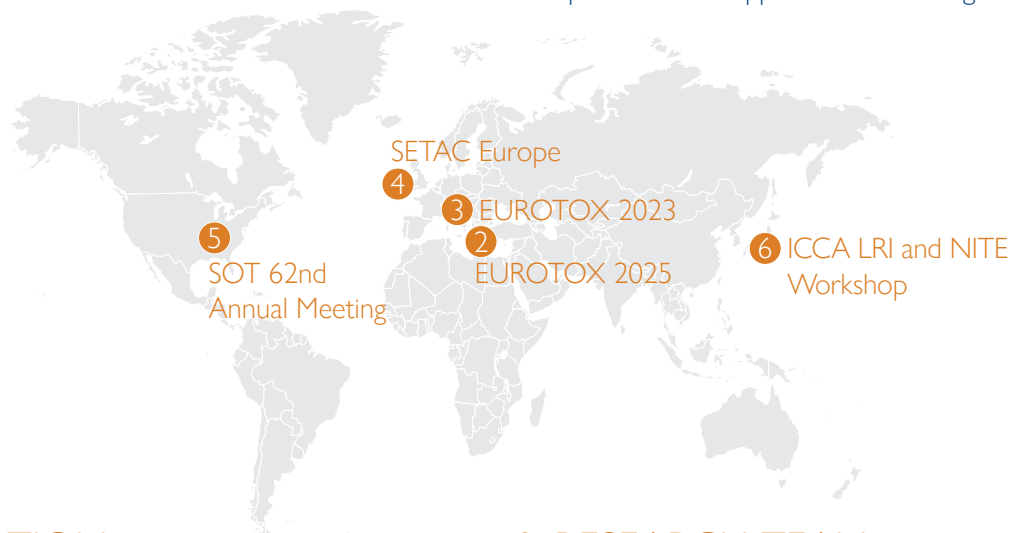 SETAC Europe
4
3 EUROTOX 2023
2
EUROTOX 2025
5
SOT 62nd
Annual Meeting
6 ICCA LRI and NITE
Workshop